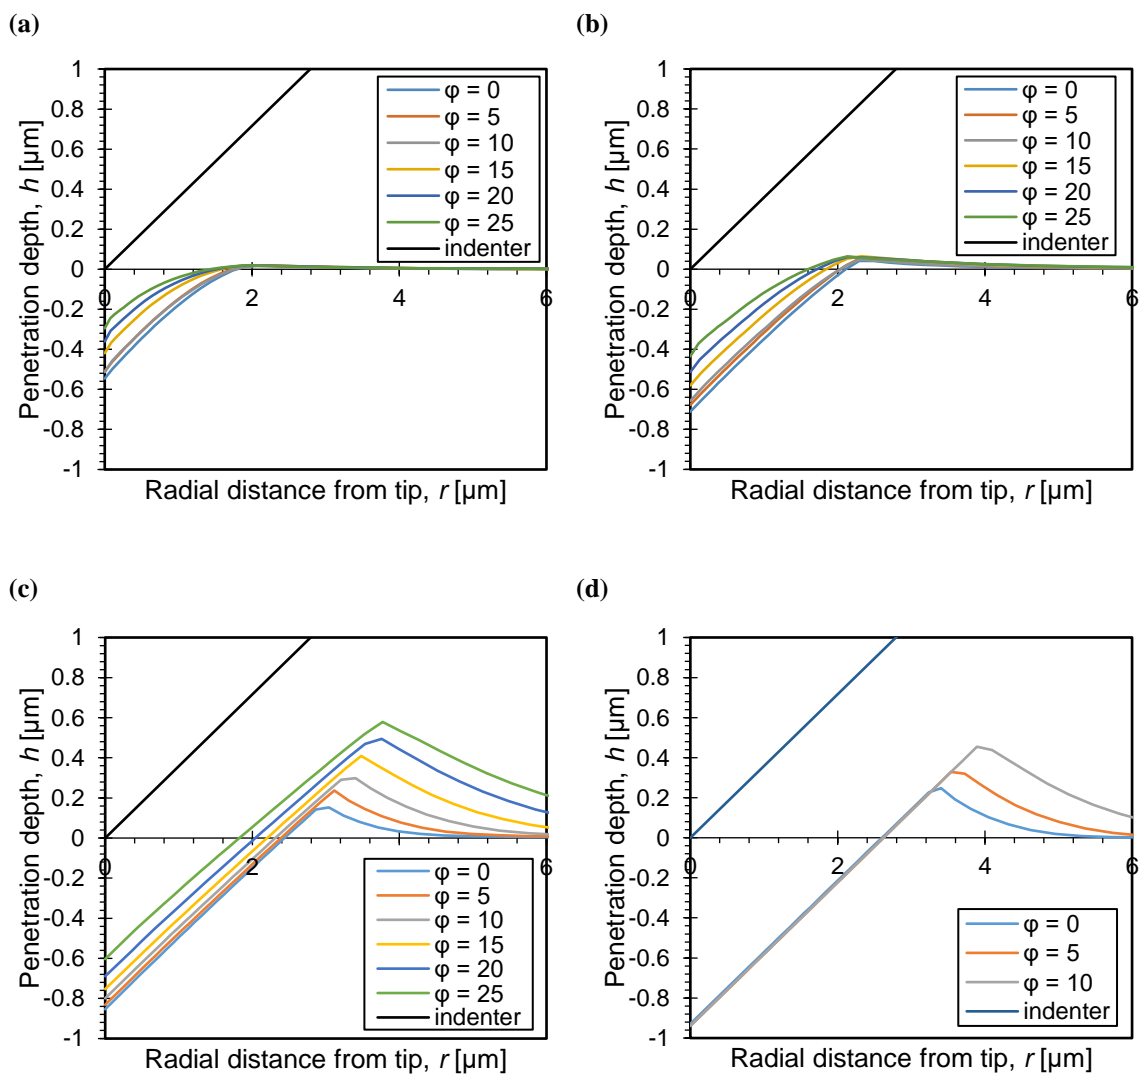 (a)
Penetration depth, h [µm]
1
0.8
0.6
0.4
0.2
0
-0.2
-0.4
-0.6
-0.8
-1
0
2
4
6
φ = 0
φ = 5
φ = 10
φ = 15
φ = 20
φ = 25
indenter
Radial distance from tip, r [µm]
(b)
Penetration depth, h [µm]
1
0.8
0.6
0.4
0.2
0
-0.2
-0.4
-0.6
-0.8
-1
0
2
4
6
φ = 0
φ = 5
φ = 10
φ = 15
φ = 20
φ = 25
indenter
Radial distance from tip, r [µm]
(c)
Penetration depth, h [µm]
1
0.8
0.6
0.4
0.2
0
-0.2
-0.4
-0.6
-0.8
-1
0
2
4
6
φ = 0
φ = 5
φ = 10
φ = 15
φ = 20
φ = 25
indenter
Radial distance from tip, r [µm]
(d)
Penetration depth, h [µm]
1
0.8
0.6
0.4
0.2
0
-0.2
-0.4
-0.6
-0.8
-1
0
2
4
6
φ = 0
φ = 5
φ = 10
indenter
Radial distance from tip, r [µm]